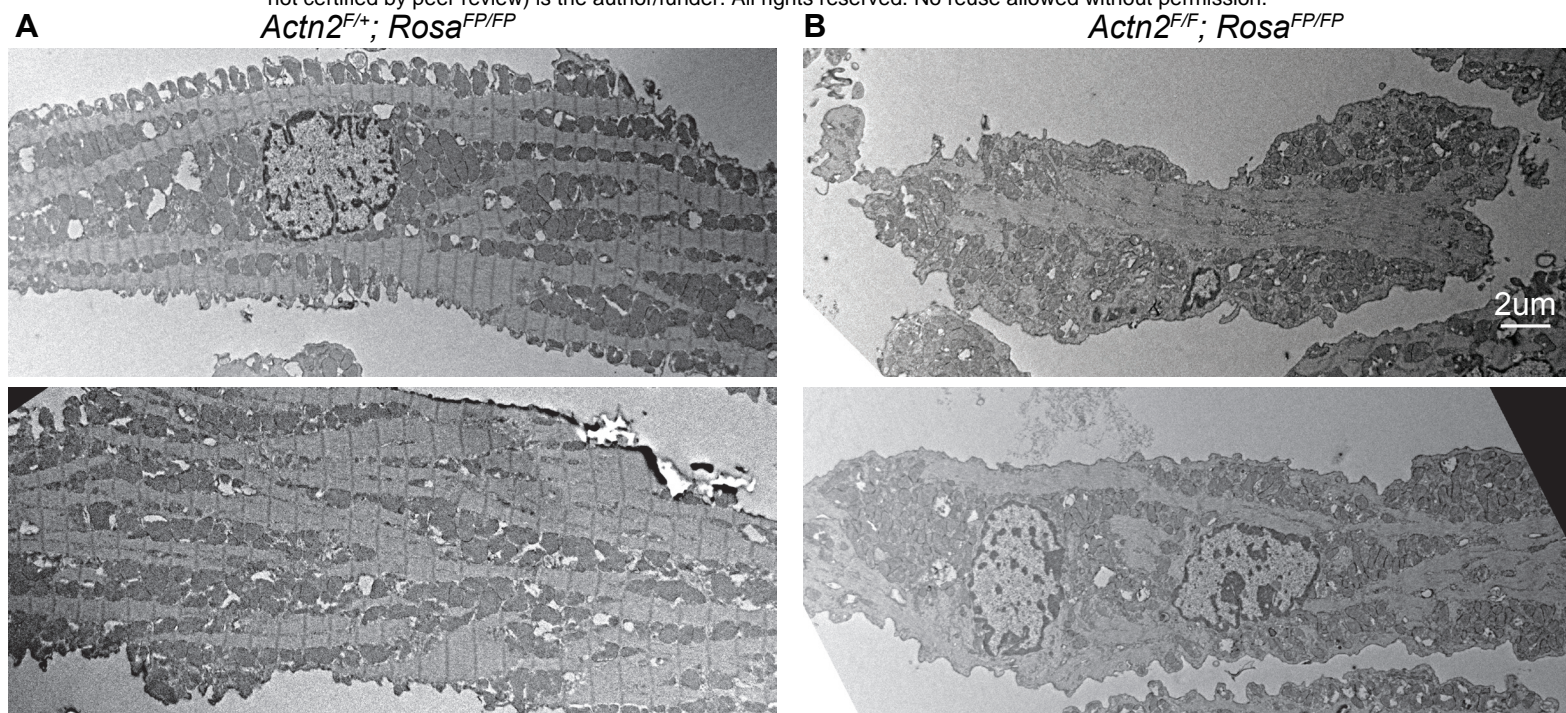 not certified by peer review) is the author/funder. All rights reserved. No reuse allowed without permission.
A
Actn2F/+; RosaFP/FP
B
Actn2F/F; RosaFP/FP
2um